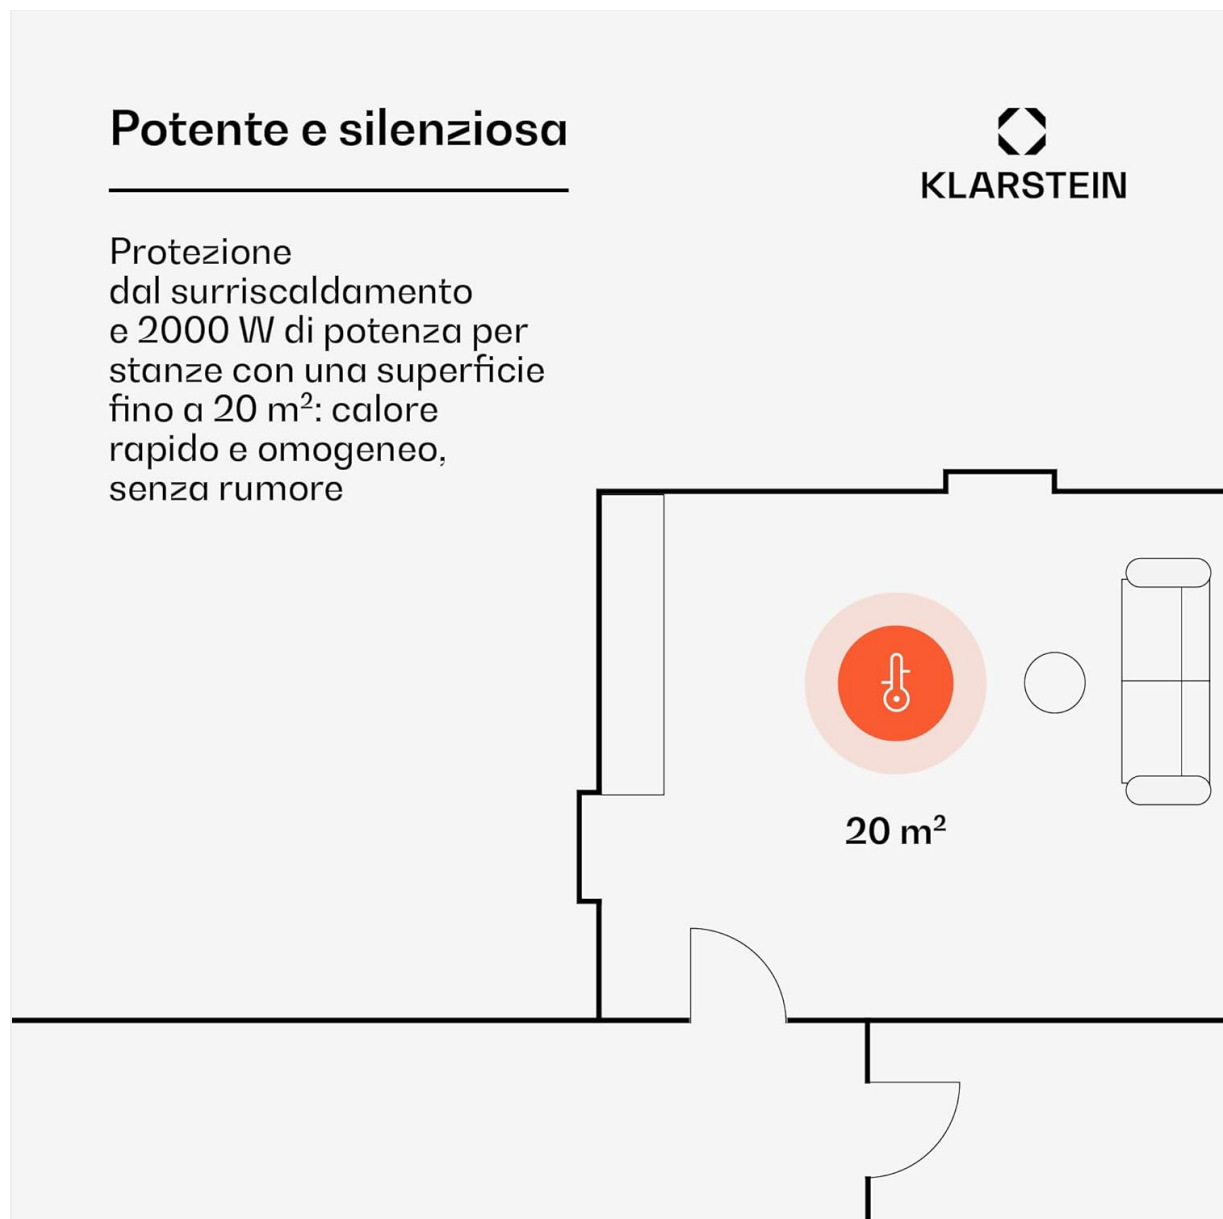 Potente e silenziosa
KLARSTEIN
Protezione
dal surriscaldamento
e 2000 W di potenza per
stanze con una superficie
fino a 20 m²: calore
rapido e omogeneo,
senza rumore
20 m²